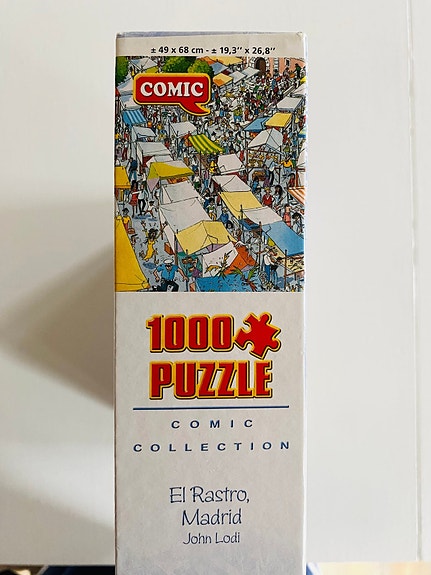 ± 49 x 68 cm - ± 19,3'' x 26,8''
COMIC
1000
PUZZLE
COMIC
COLLECTION
El Rastro,
Madrid
John Lodi